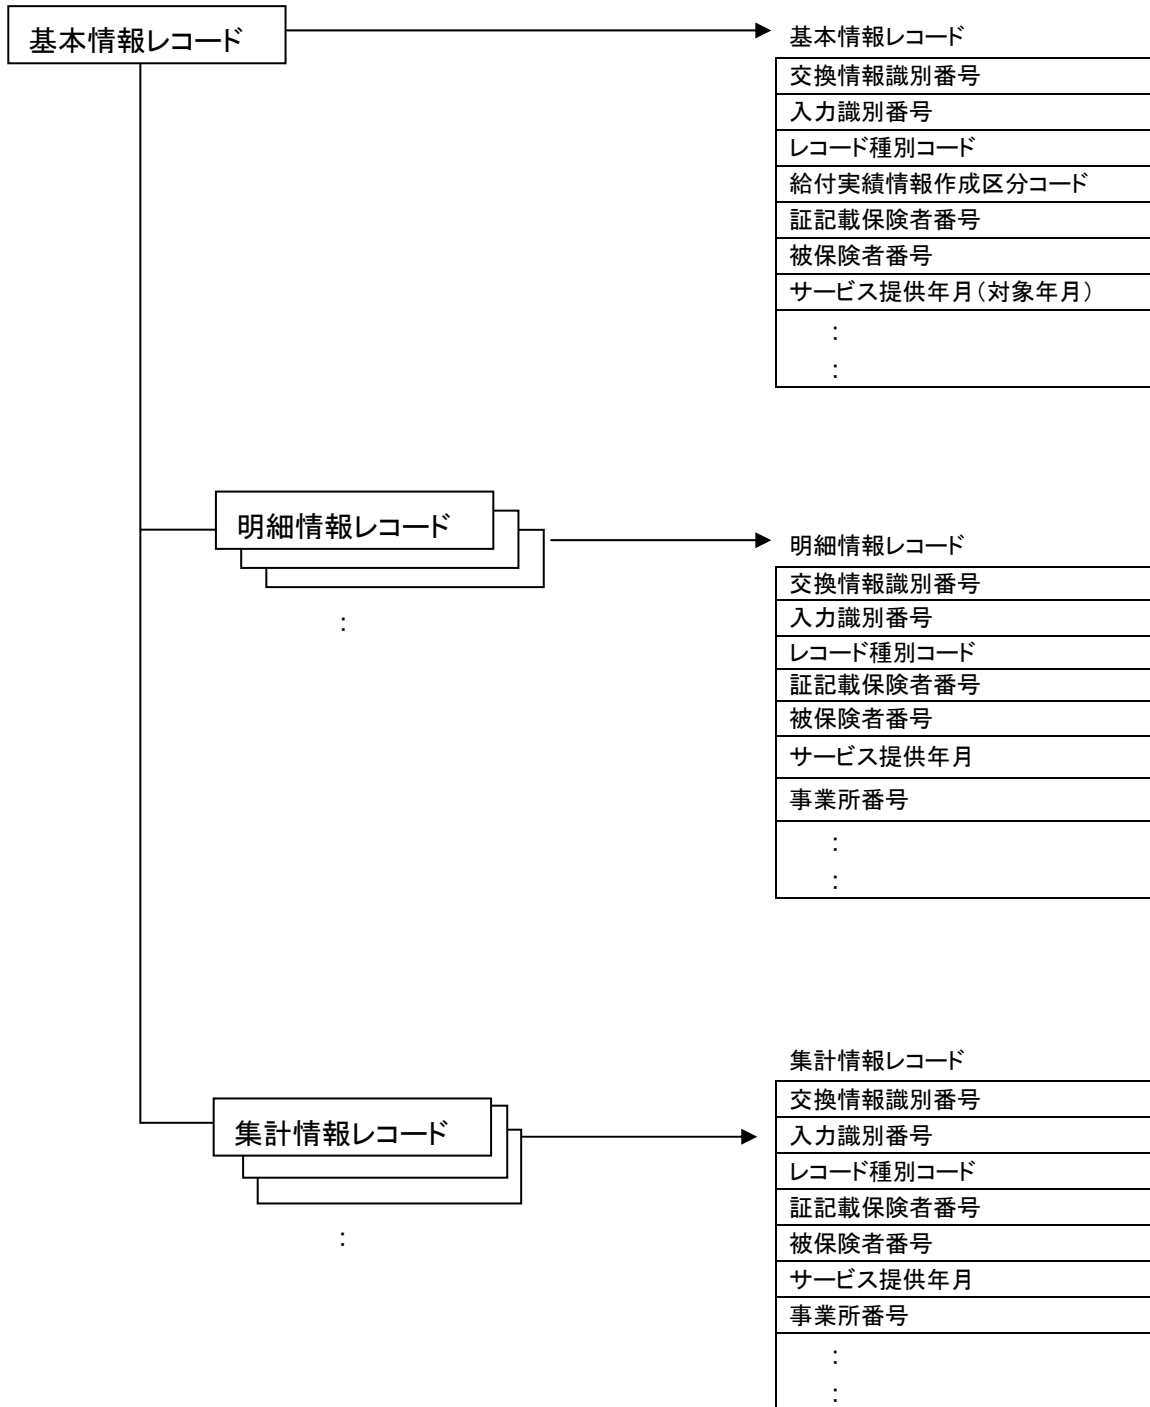 基本情報レコード
基本情報レコード
交換情報識別番号
入力識別番号
レコード種別コード
給付実績情報作成区分コード
証記載保険者番号
被保険者番号
サービス提供年月(対象年月)
:
:
明細情報レコード
:
明細情報レコード
交換情報識別番号
入力識別番号
レコード種別コード
証記載保険者番号
被保険者番号
サービス提供年月
事業所番号
:
:
集計情報レコード
:
集計情報レコード
交換情報識別番号
入力識別番号
レコード種別コード
証記載保険者番号
被保険者番号
サービス提供年月
事業所番号
:
: